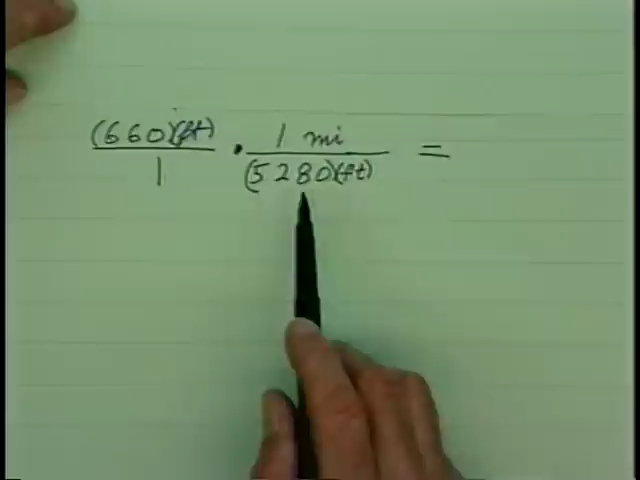 (660)(ft) / 1 · 1 mi / (5280)(ft) =